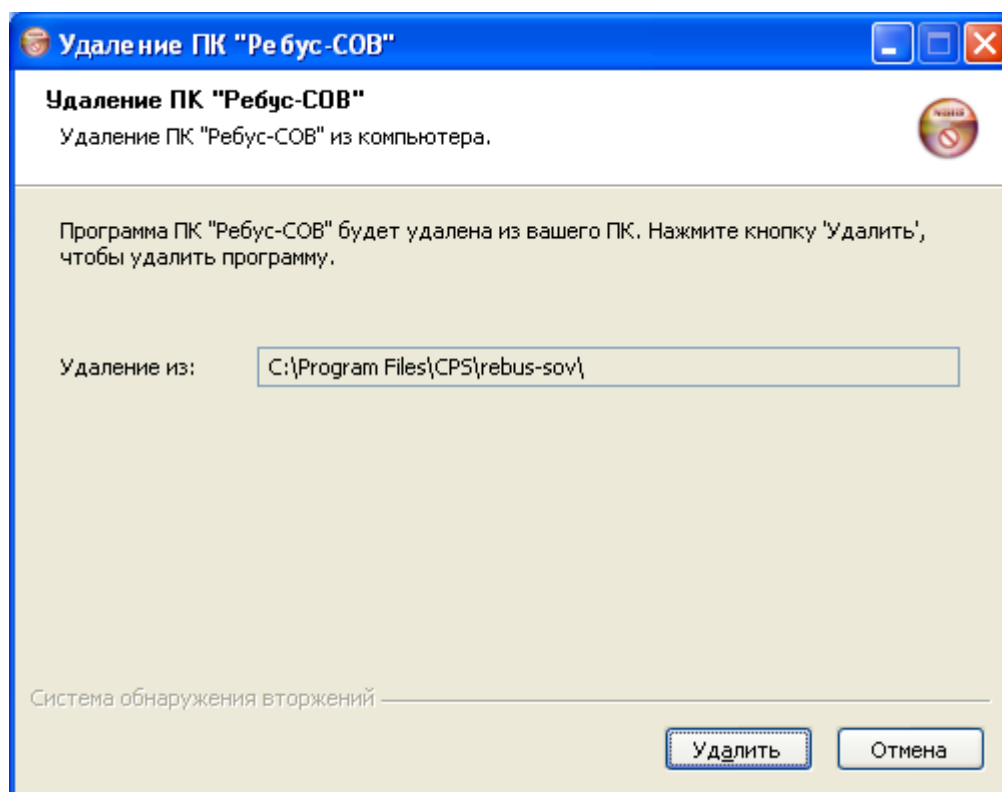 Удаление ПК "Ребус-СОВ"
Удаление ПК "Ребус-СОВ"
Удаление ПК "Ребус-СОВ" из компьютера.
Программа ПК "Ребус-СОВ" будет удалена из вашего ПК. Нажмите кнопку 'Удалить',
чтобы удалить программу.
Удаление из: C:\Program Files\CPS\rebus-sov\
Система обнаружения вторжений
Удалить Отмена